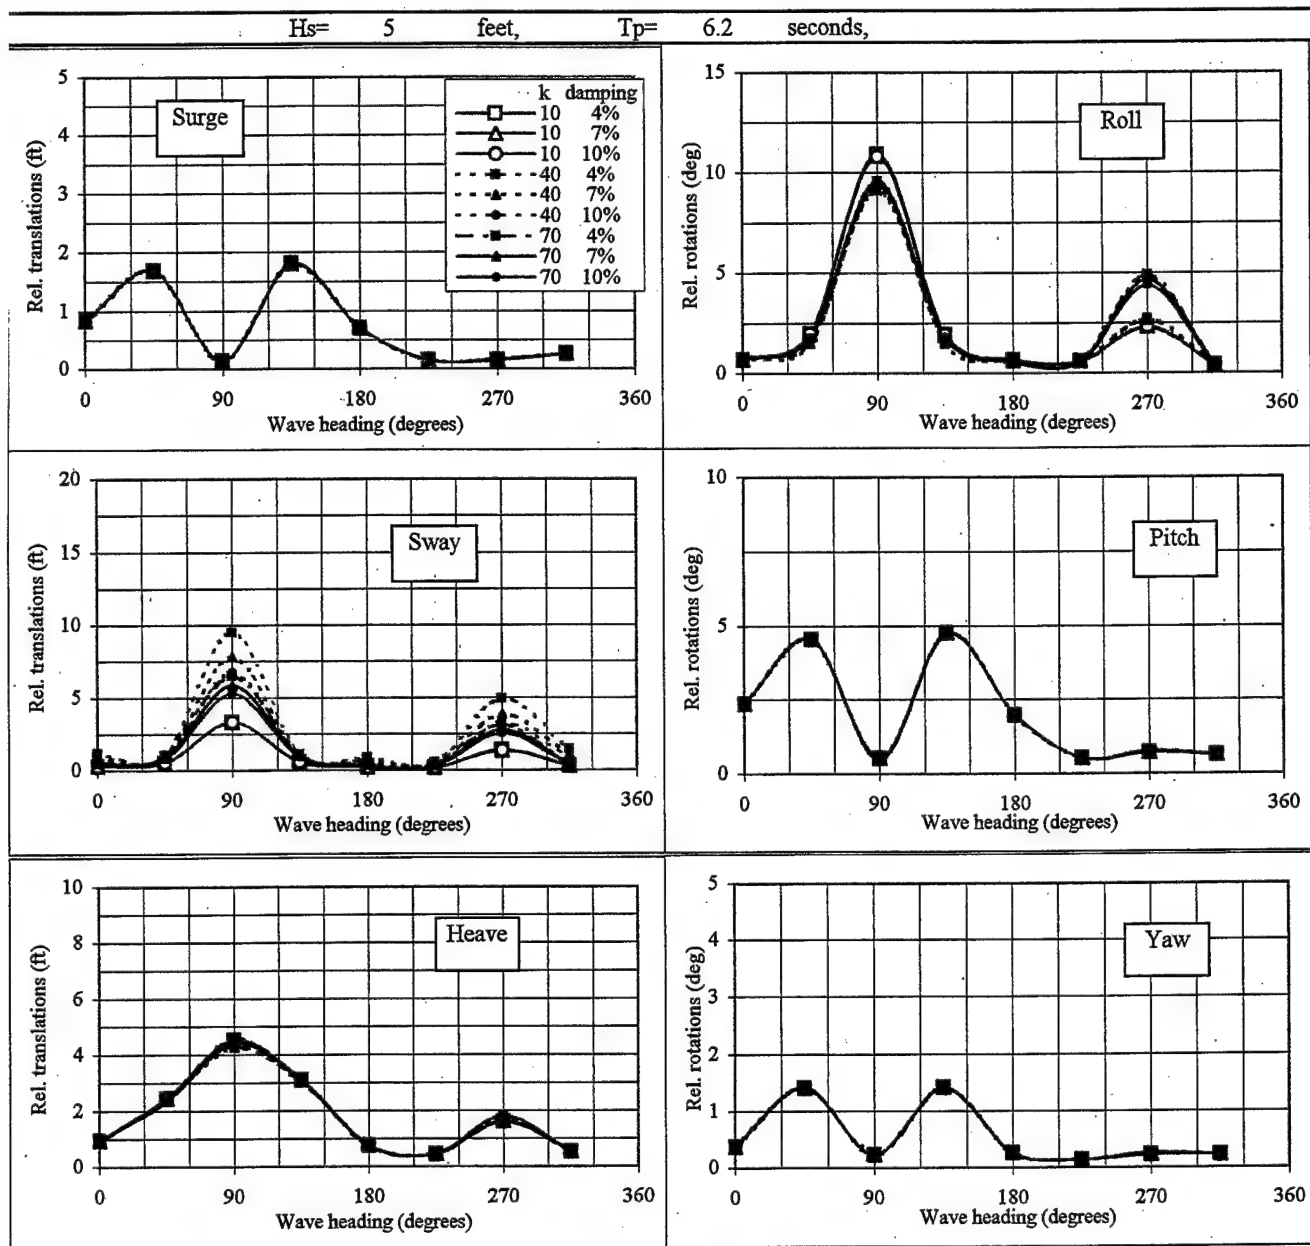 Hs= 5 feet, Tp= 6.2 seconds,
Surge
k damping
10 4%
10 7%
10 10%
40 4%
40 7%
40 10%
70 4%
70 7%
70 10%
Rel. translations (ft)
5
4
3
2
1
0
0 90 180 270 360
Wave heading (degrees)
Roll
Rel. rotations (deg)
15
10
5
0
0 90 180 270 360
Wave heading (degrees)
Sway
Rel. translations (ft)
20
15
10
5
0
0 90 180 270 360
Wave heading (degrees)
Pitch
Rel. rotations (deg)
10
5
0
0 90 180 270 360
Wave heading (degrees)
Heave
Rel. translations (ft)
10
8
6
4
2
0
0 90 180 270 360
Wave heading (degrees)
Yaw
Rel. rotations (deg)
5
4
3
2
1
0
0 90 180 270 360
Wave heading (degrees)